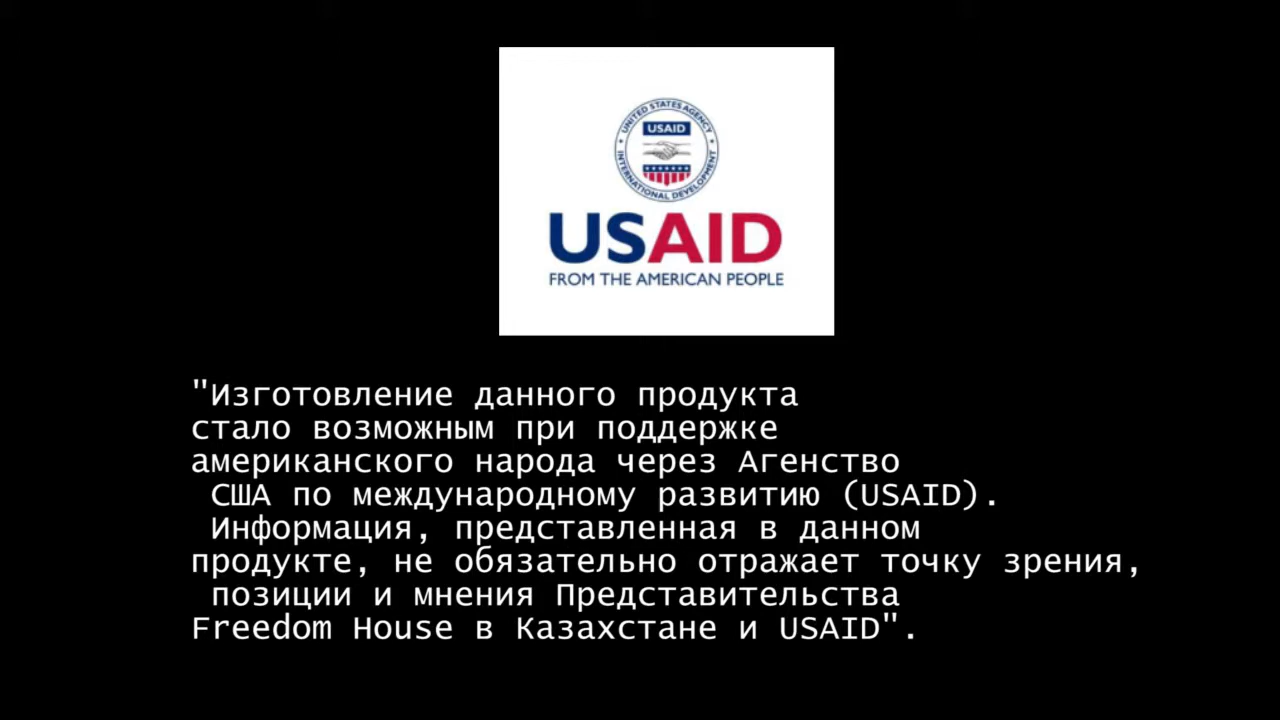 UNITED STATES AGENCY
USAID
INTERNATIONAL DEVELOPMENT
USAID
FROM THE AMERICAN PEOPLE
"Изготовление данного продукта
стало возможным при поддержке
американского народа через Агенство
США по международному развитию (USAID).
Информация, представленная в данном
продукте, не обязательно отражает точку зрения,
позиции и мнения Представительства
Freedom House в Казахстане и USAID".